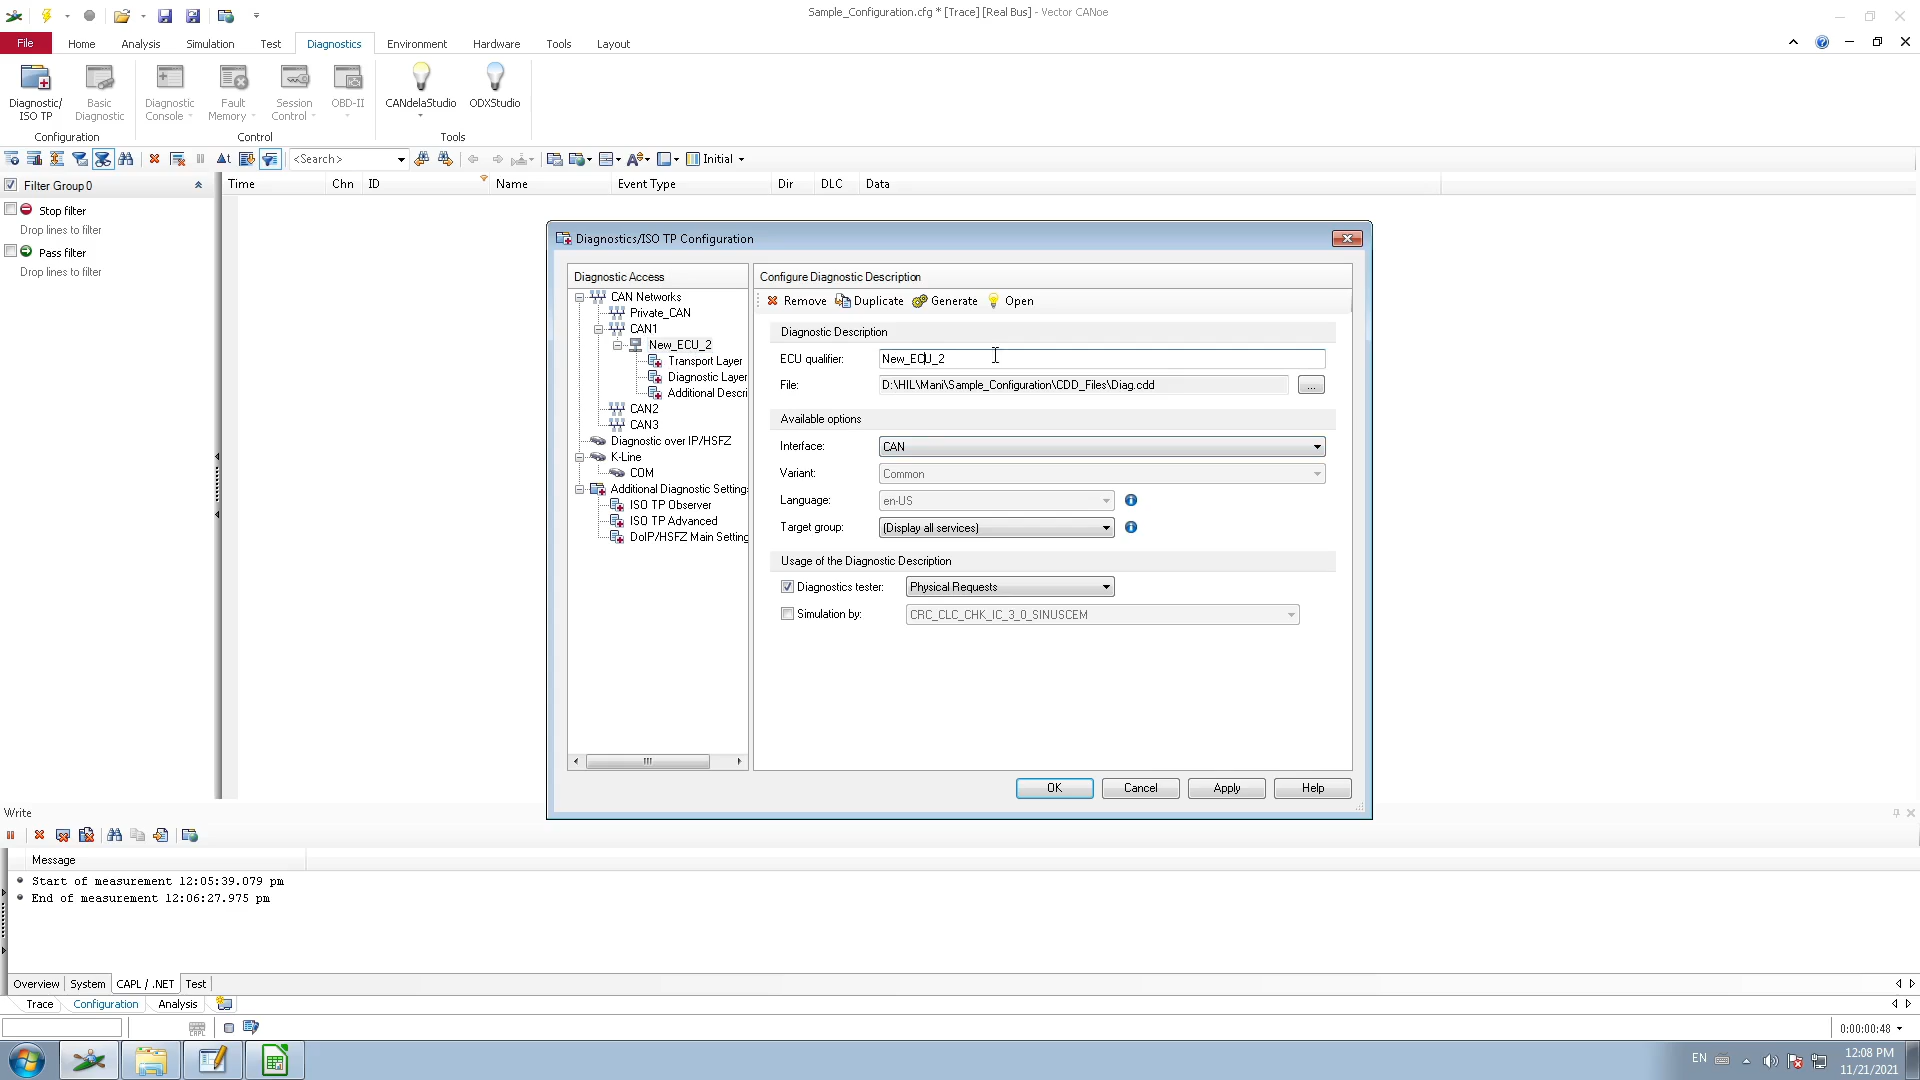 Sample_Configuration.cfg * [Trace] [Real Bus] - Vector CANoe
File Home Analysis Simulation Test Diagnostics Environment Hardware Tools Layout
Diagnostic/ ISO TP
Basic Diagnostic
Diagnostic Console
Fault Memory
Session Control
OBD-II
CANdelaStudio
ODXStudio
Configuration Control Tools
<Search>
Initial
Filter Group 0
Time Chn ID Name Event Type Dir DLC Data
Stop filter
Drop lines to filter
Pass filter
Drop lines to filter
Diagnostics/ISO TP Configuration
Diagnostic Access
CAN Networks
Private_CAN
CAN1
New_ECU_2
Transport Layer
Diagnostic Layer
Additional Descri
CAN2
CAN3
Diagnostic over IP/HSFZ
K-Line
COM
Additional Diagnostic Setting
ISO TP Observer
ISO TP Advanced
DoIP/HSFZ Main Setting
Configure Diagnostic Description
Remove Duplicate Generate Open
Diagnostic Description
ECU qualifier: New_ECU_2
File: D:\HIL\Mani\Sample_Configuration\CDD_Files\Diag.cdd ...
Available options
Interface: CAN
Variant: Common
Language: en-US
Target group: (Display all services)
Usage of the Diagnostic Description
Diagnostics tester: Physical Requests
Simulation by: CRC_CLC_CHK_IC_3_0_SINUSCEM
OK Cancel Apply Help
Write
Message
Start of measurement 12:05:39.079 pm
End of measurement 12:06:27.975 pm
Overview System CAPL / .NET Test
Trace Configuration Analysis
0:00:00:48
EN
12:08 PM
11/21/2021